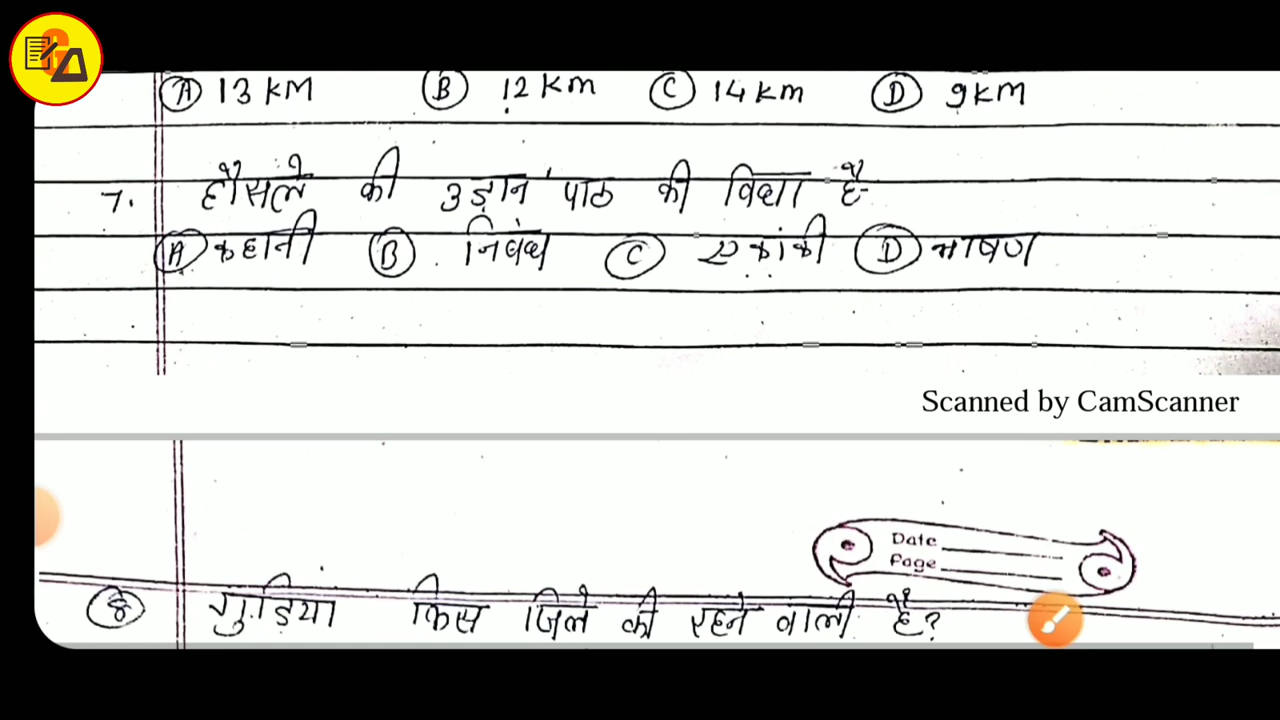 Ⓐ 13 KM Ⓑ 12 KM Ⓒ 14 KM Ⓓ 9 KM
7. हौसले की उड़ान पाठ की विधा है-
Ⓐ कहानी Ⓑ निबंध Ⓒ एकांकी Ⓓ भाषण
Scanned by CamScanner
Date
Page
⑧ गुड़िया किस जिले की रहने वाली है?